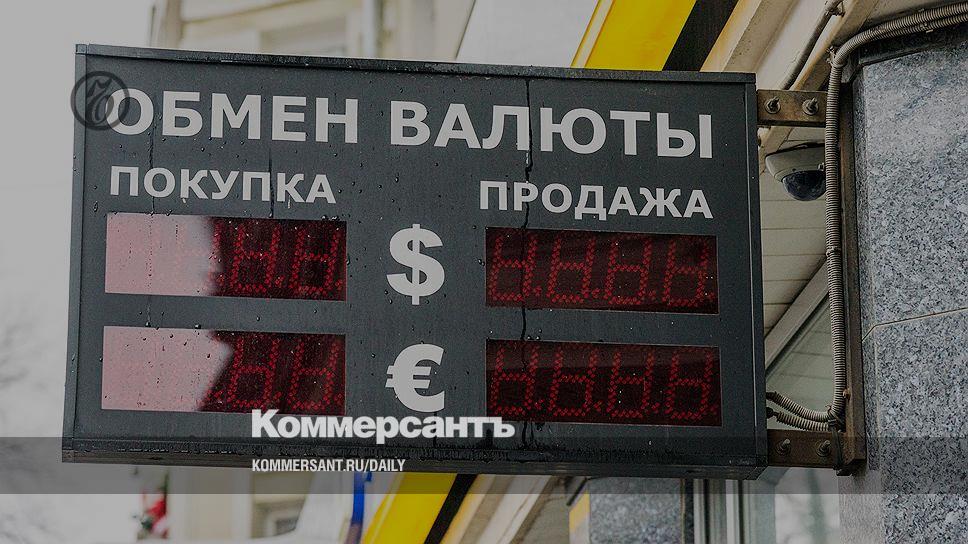 ОБМЕН ВАЛЮТЫ
ПОКУПКА ПРОДАЖА
$
€
Коммерсантъ
KOMMERSANT.RU/DAILY